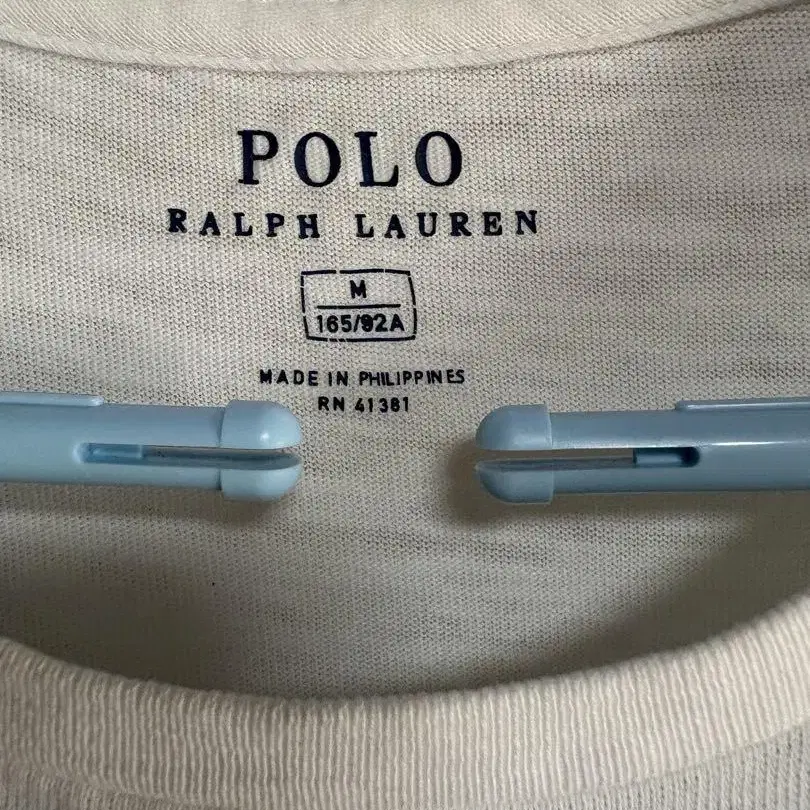 POLO
RALPH LAUREN
M
165/92A
MADE IN PHILIPPINES
RN 41381